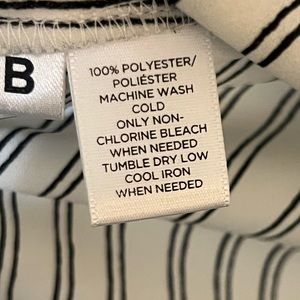 B
100% POLYESTER/
POLIÉSTER
MACHINE WASH
COLD
ONLY NON-
CHLORINE BLEACH
WHEN NEEDED
TUMBLE DRY LOW
COOL IRON
WHEN NEEDED